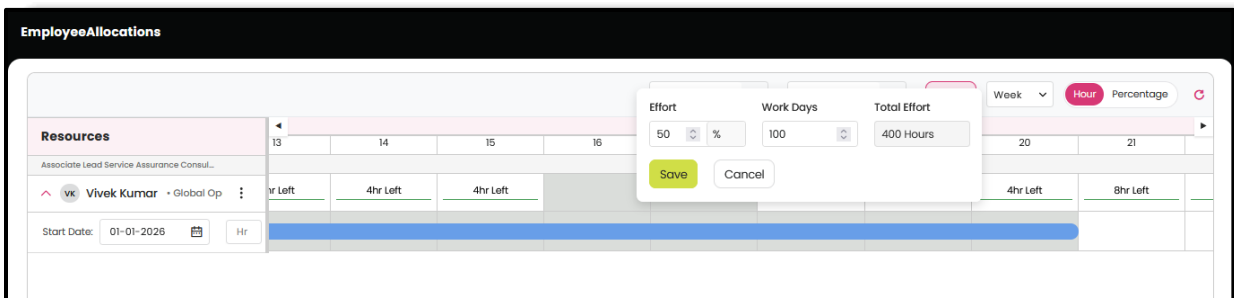 EmployeeAllocations
Week
Hour Percentage
Effort Work Days Total Effort
50 % 100 400 Hours
Save Cancel
Resources
13 14 15 16 20 21
Associate Lead Service Assurance Consul...
VK Vivek Kumar • Global Op
hr Left 4hr Left 4hr Left 4hr Left 8hr Left
Start Date: 01-01-2026 Hr